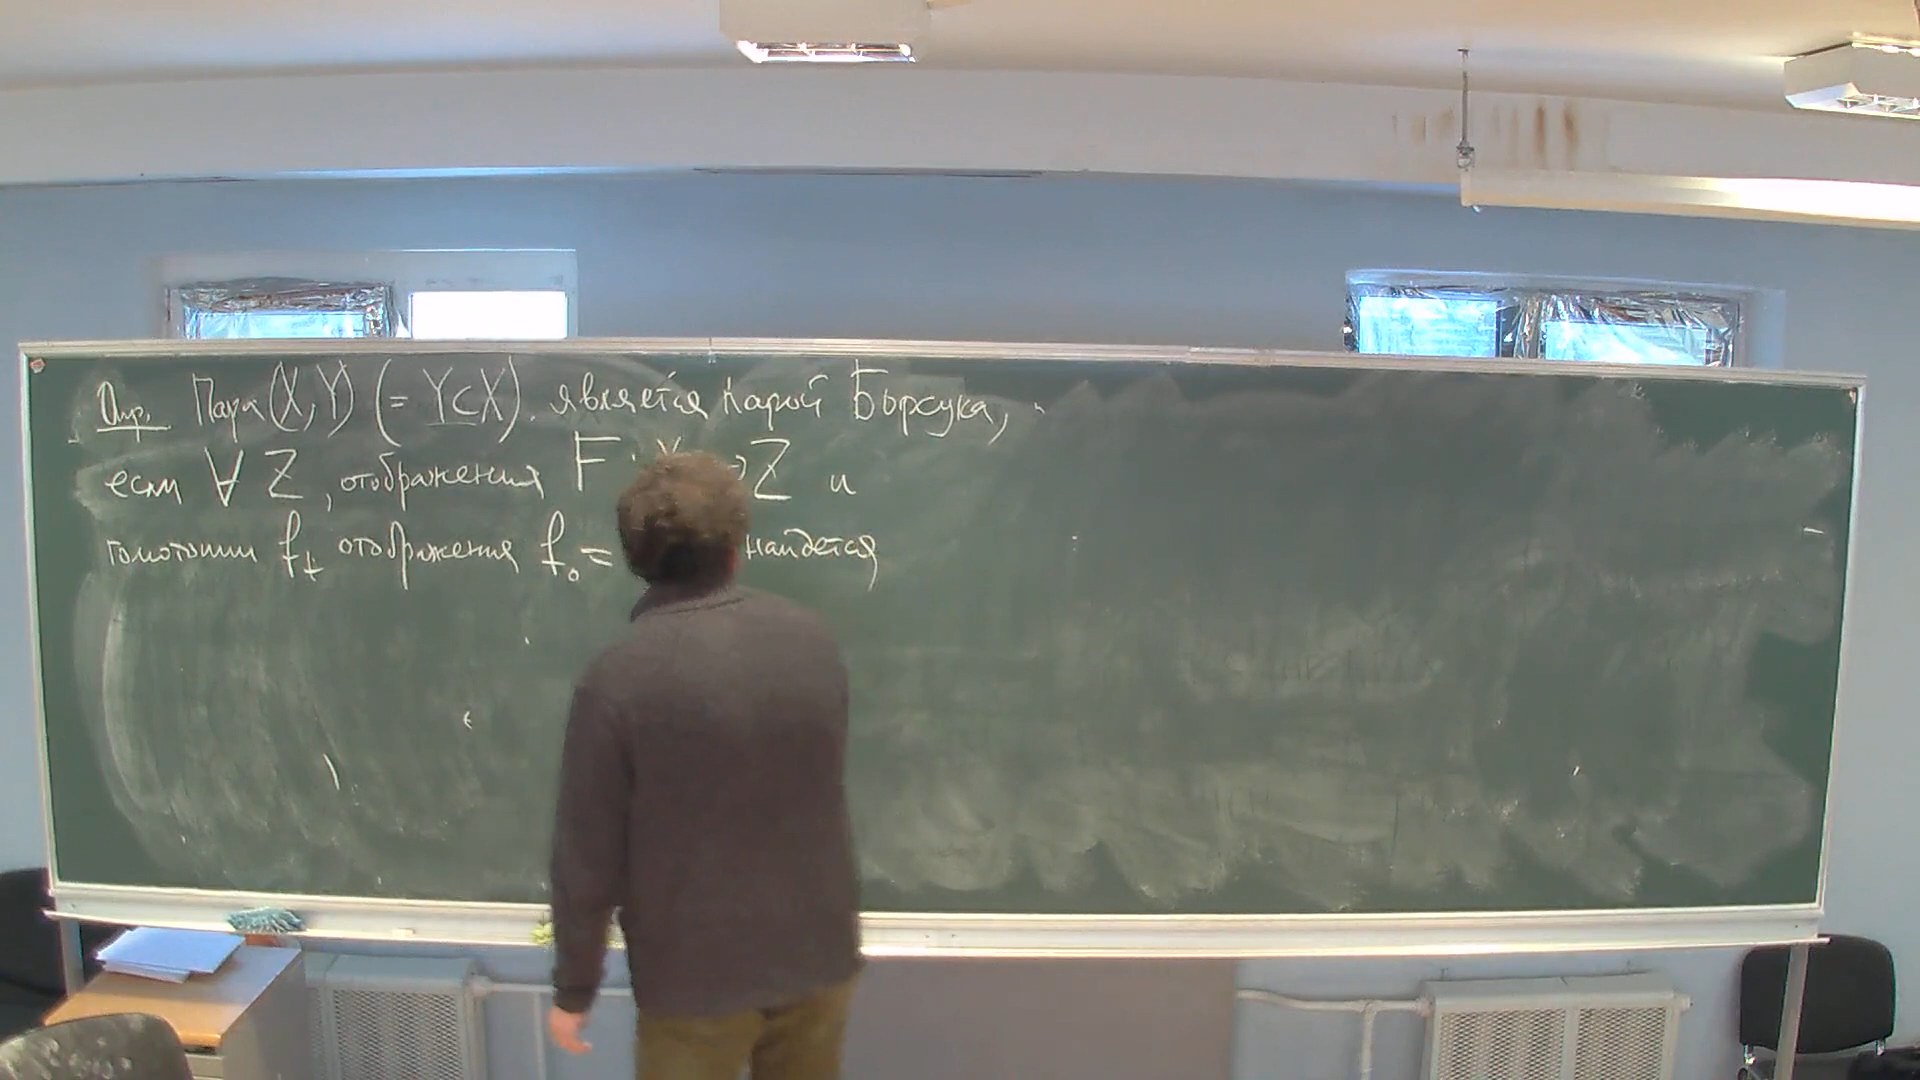 Опр. Пара (X,Y) (= Y⊂X). является парой Борсука,
если ∀ Z, отображения F : X → Z и
гомотопии f_t отображения f_0 = найдется